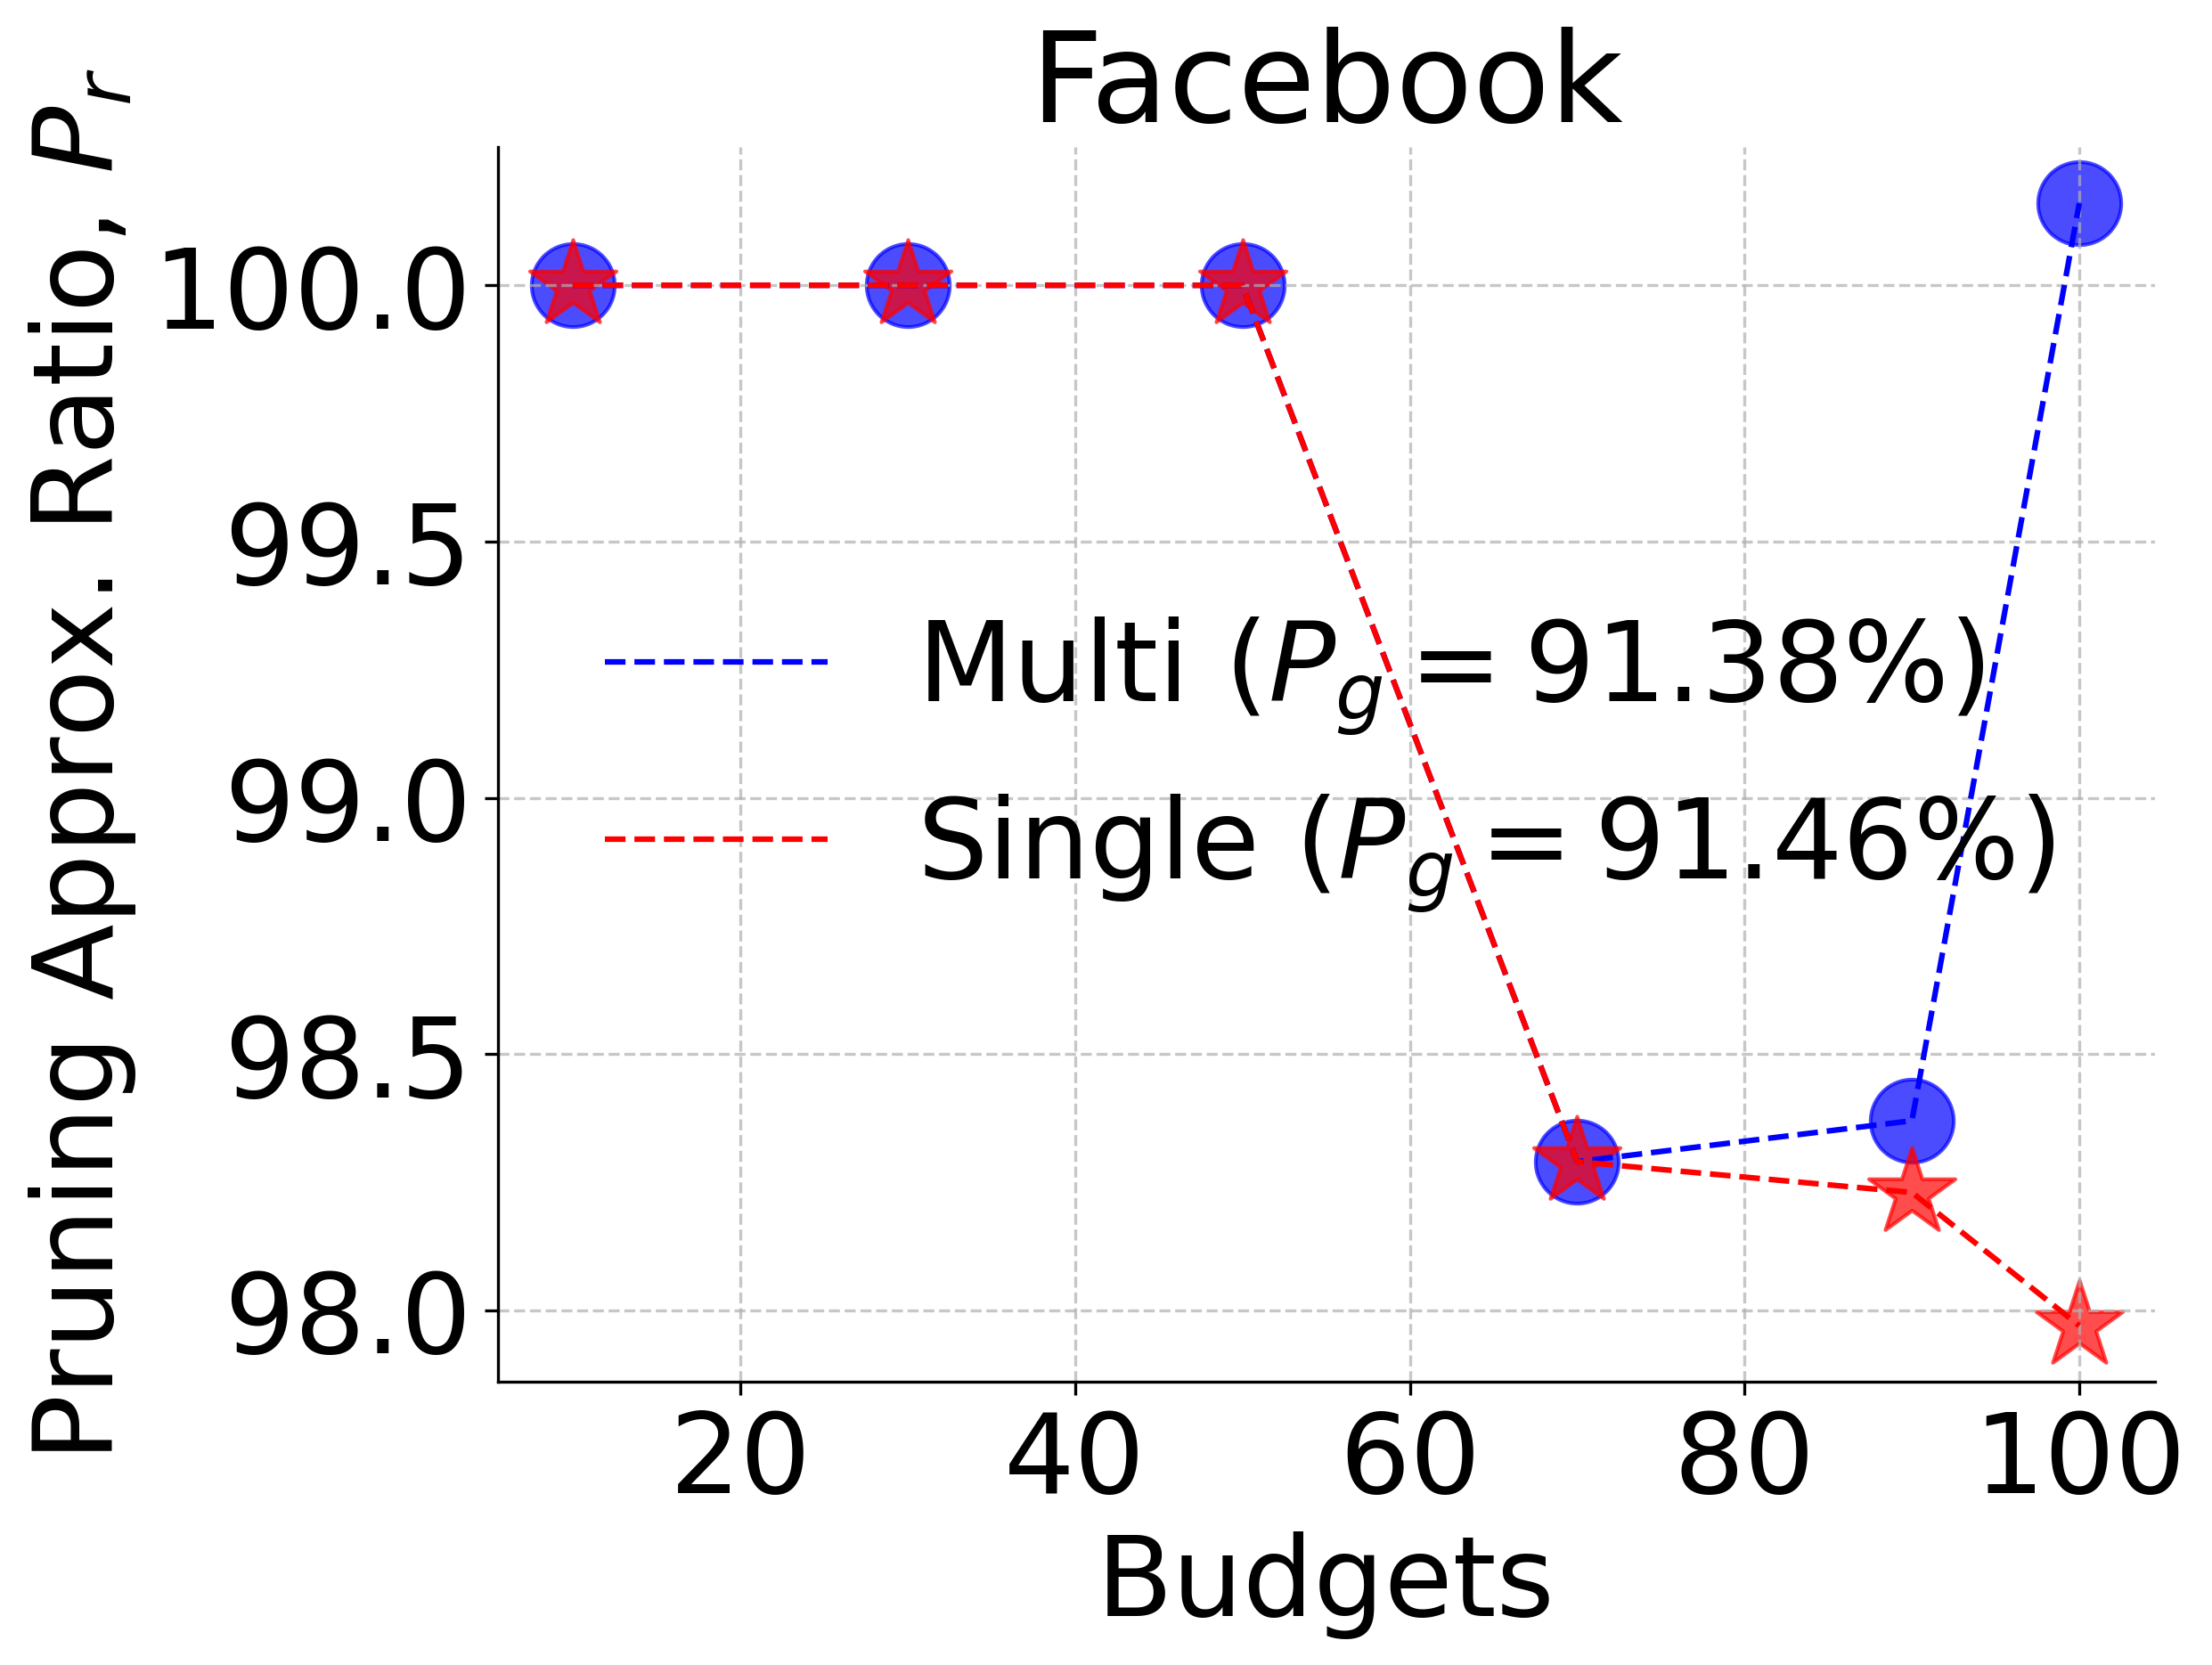 Facebook
Pruning Approx. Ratio, P_r
100.0
99.5
99.0
98.5
98.0
Multi (P_g = 91.38%)
Single (P_g = 91.46%)
20 40 60 80 100
Budgets